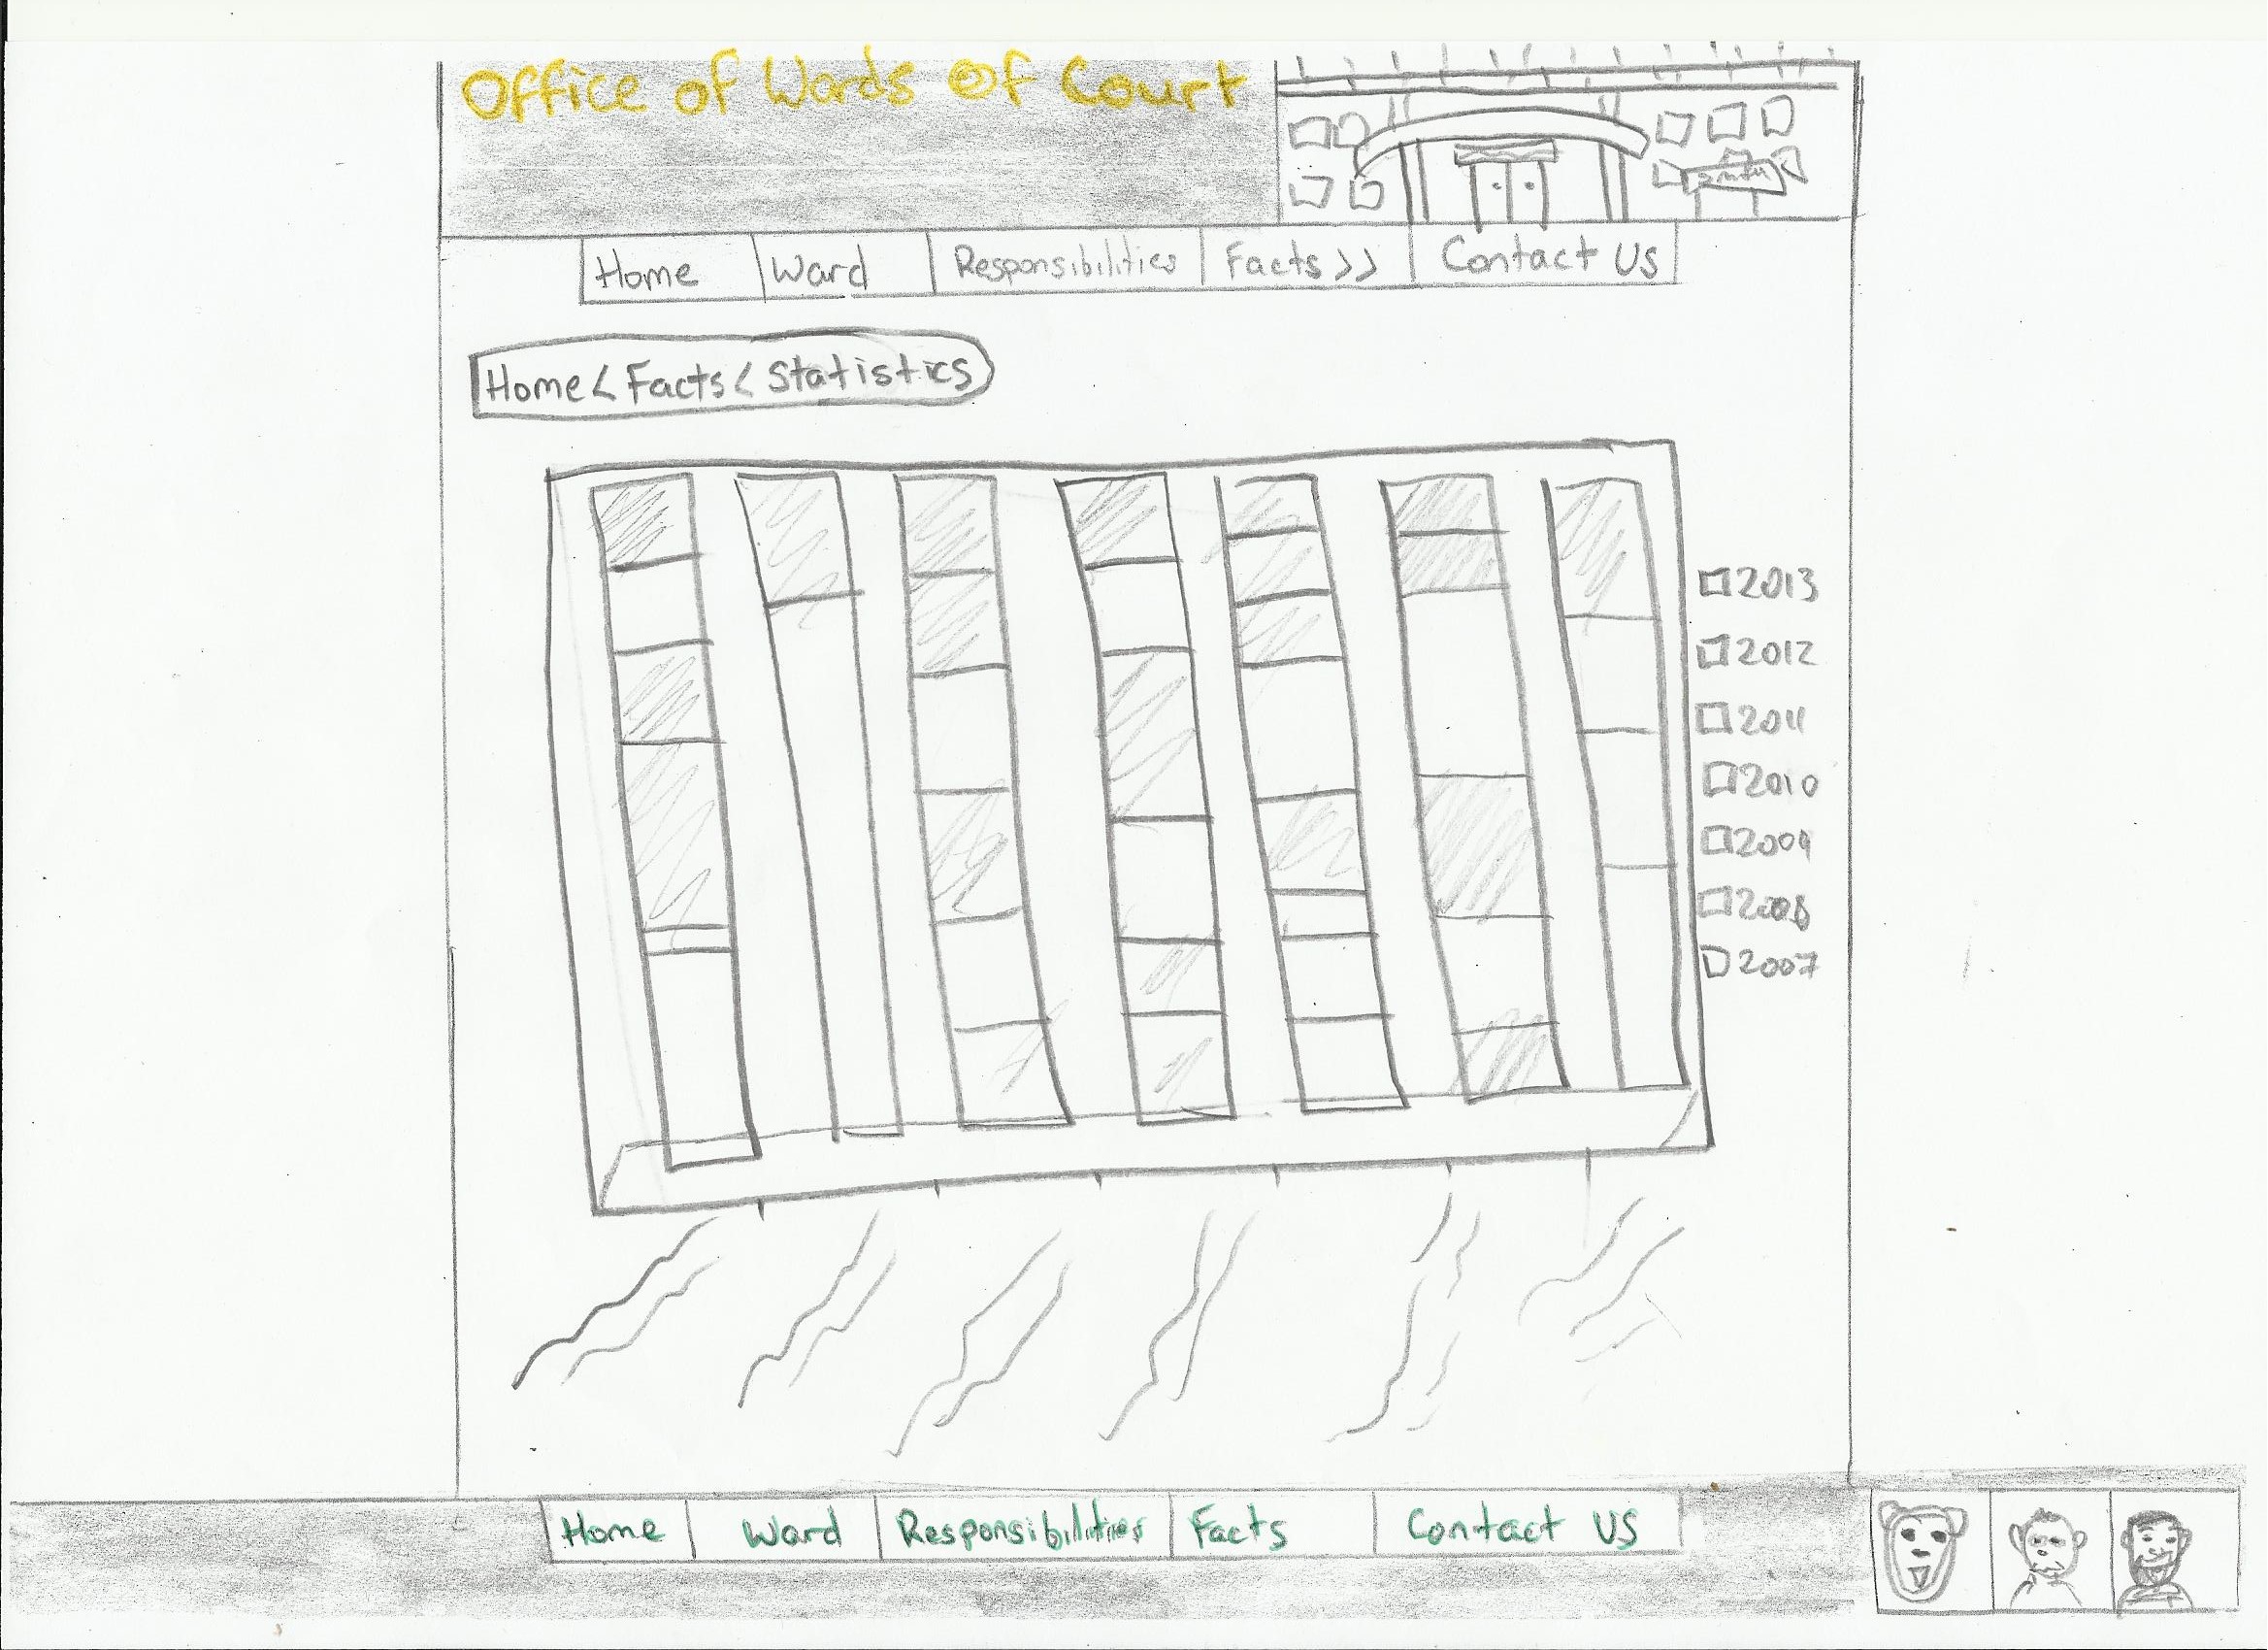 Office of Wards Of Court
Home Ward Responsibilities Facts >> Contact Us
Home < Facts < Statistics
2013
2012
2011
2010
2009
2008
2007
Home Ward Responsibilities Facts Contact US